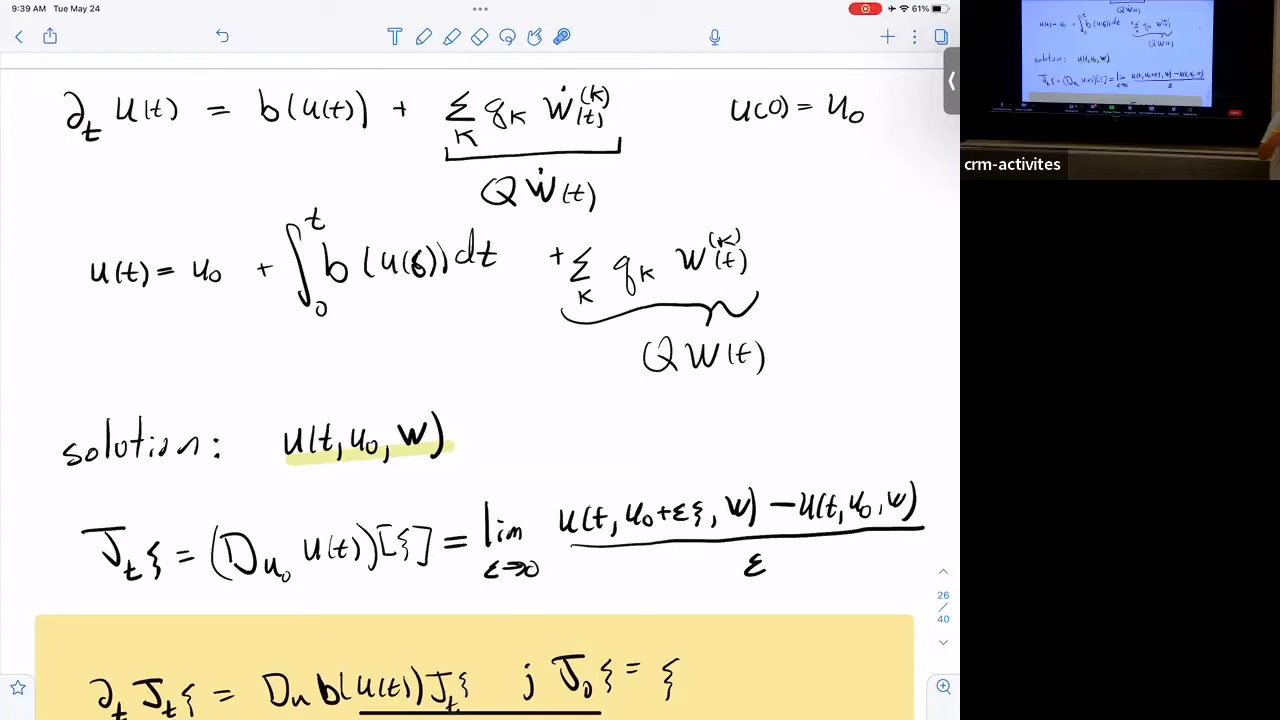 9:39 AM Tue May 24
61%
∂_t u(t) = b(u(t)) + Σ_K q_K Ẇ^{(K)}_{(t)} u(0) = u_0
Q Ẇ(t)
u(t) = u_0 + ∫_0^t b(u(s))dt + Σ_K q_K W^{(K)}_{(t)}
Q W(t)
solution: u(t, u_0, W)
J_t ξ = (D_{u_0} u(t))[ξ] = lim_{ε→0} (u(t, u_0+εξ, W) − u(t, u_0, W)) / ε
∂_t J_t ξ = D_u b(u(t)) J_t ξ ; J_0 ξ = ξ
26
/
40
crm-activites